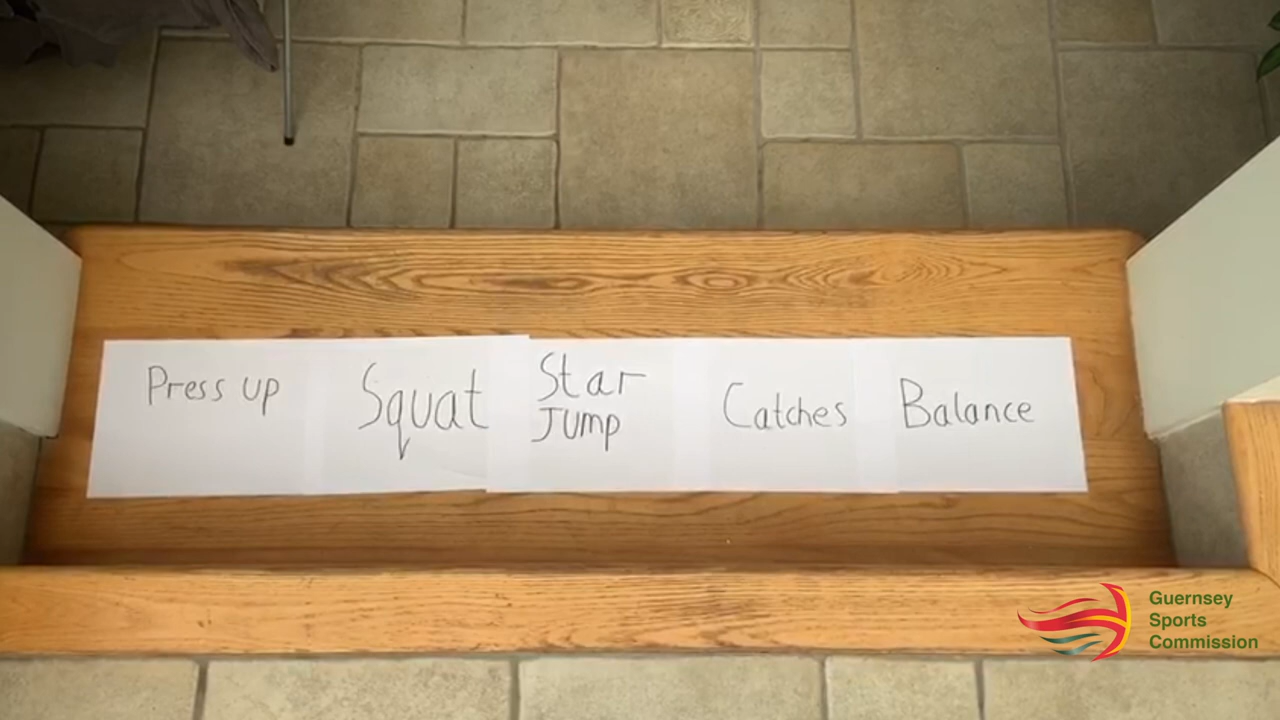 Press up
Squat
Star
Jump
Catches
Balance
Guernsey
Sports
Commission